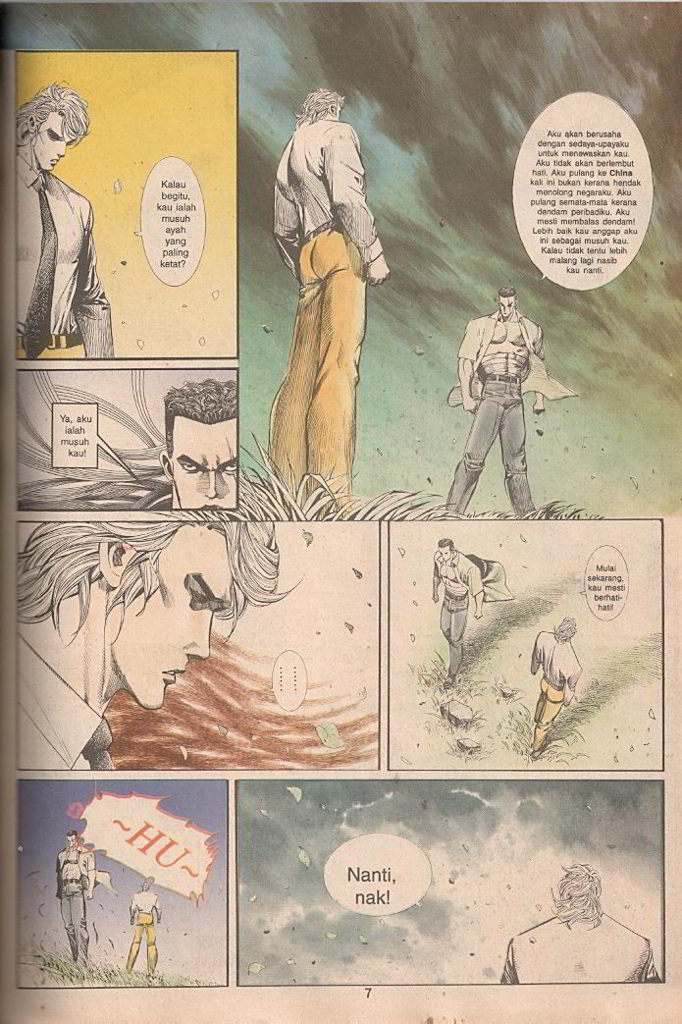 Kalau
begitu,
kau ialah
musuh
ayah
yang
paling
ketat?
Aku akan berusaha
dengan sedaya-upayaku
untuk menewaskan kau.
Aku tidak akan berlembut
hati. Aku pulang ke China
kali ini bukan kerana hendak
menolong negaraku. Aku
pulang semata-mata kerana
dendam peribadiku. Aku
mesti membalas dendam!
Lebih baik kau anggap aku
ini sebagai musuh kau.
Kalau tidak tentu lebih
malang lagi nasib
kau nanti.
Ya, aku
ialah
musuh
kau!
......
......
Mulai
sekarang,
kau mesti
berhati-
hati!
~HU~
Nanti,
nak!
7